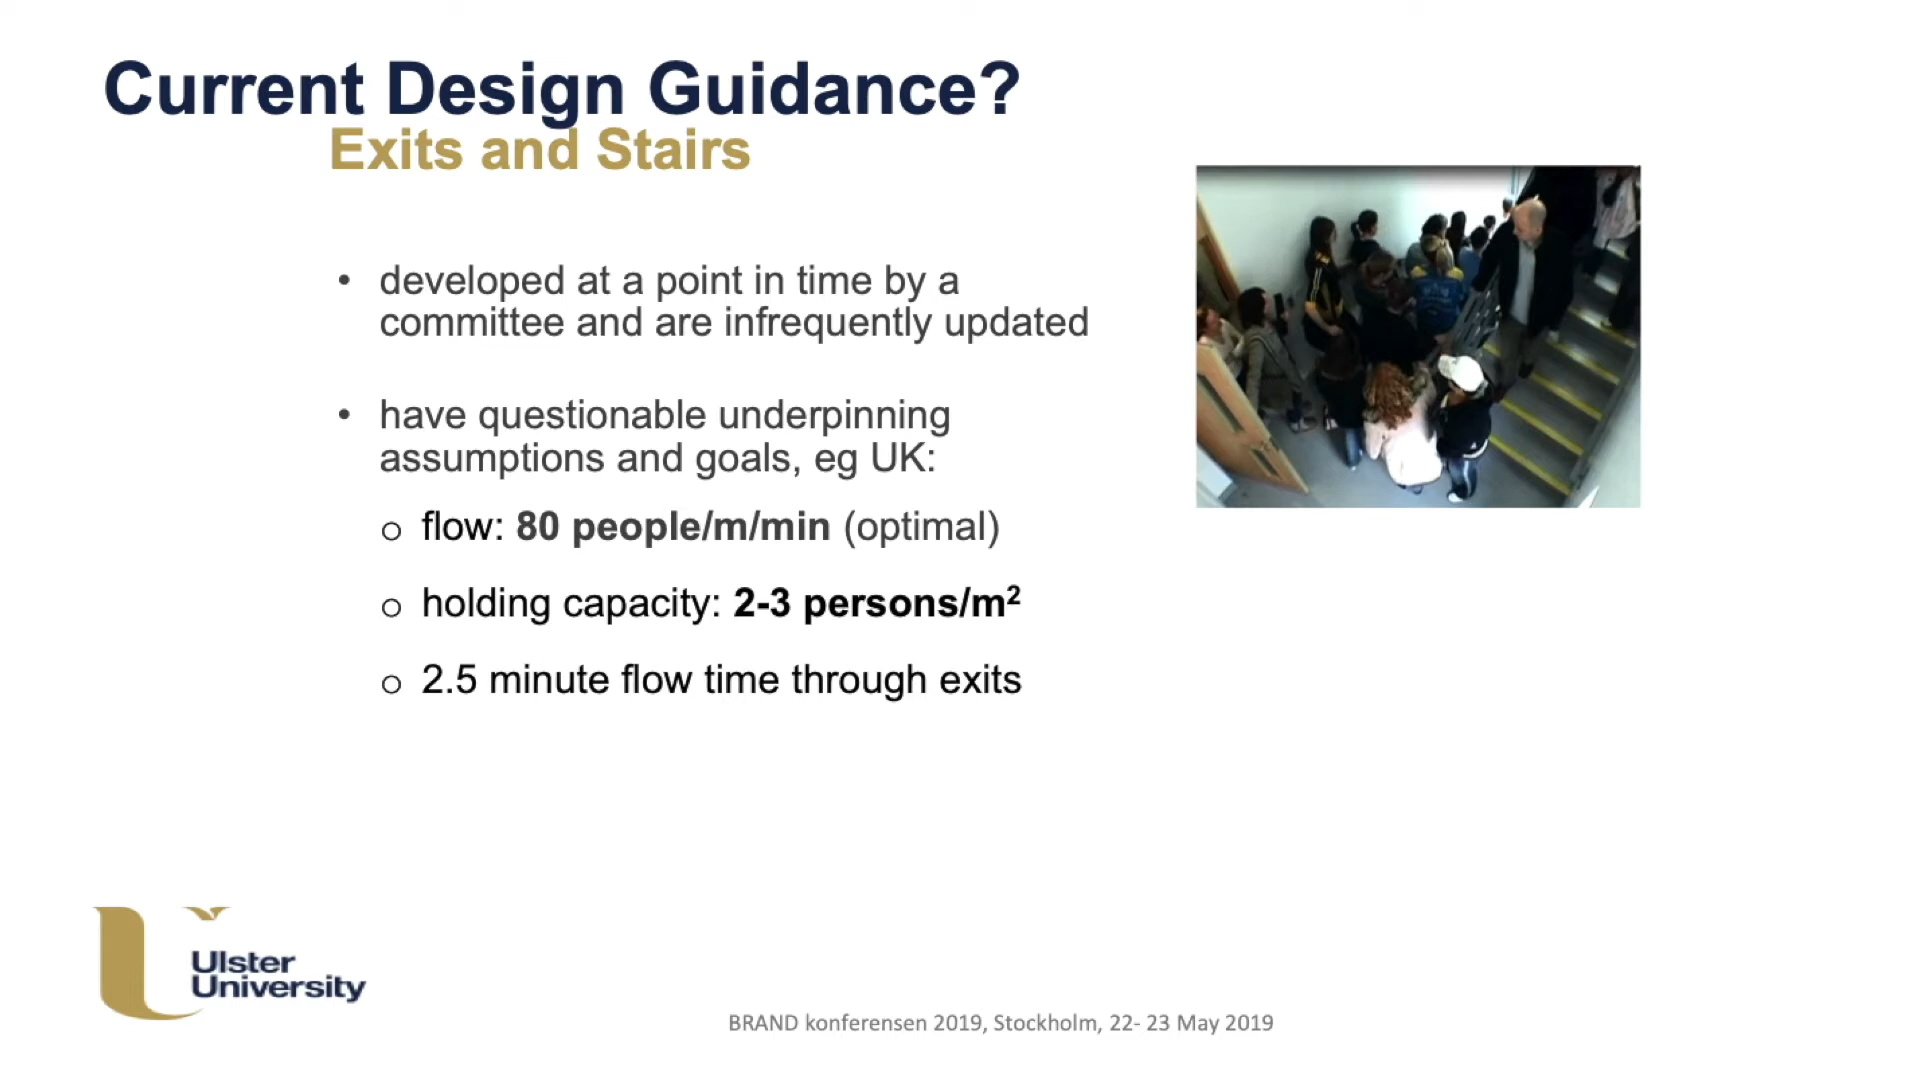 Current Design Guidance?
Exits and Stairs
• developed at a point in time by a
committee and are infrequently updated
• have questionable underpinning
assumptions and goals, eg UK:
o flow: 80 people/m/min (optimal)
o holding capacity: 2-3 persons/m²
o 2.5 minute flow time through exits
Ulster
University
BRAND konferensen 2019, Stockholm, 22- 23 May 2019